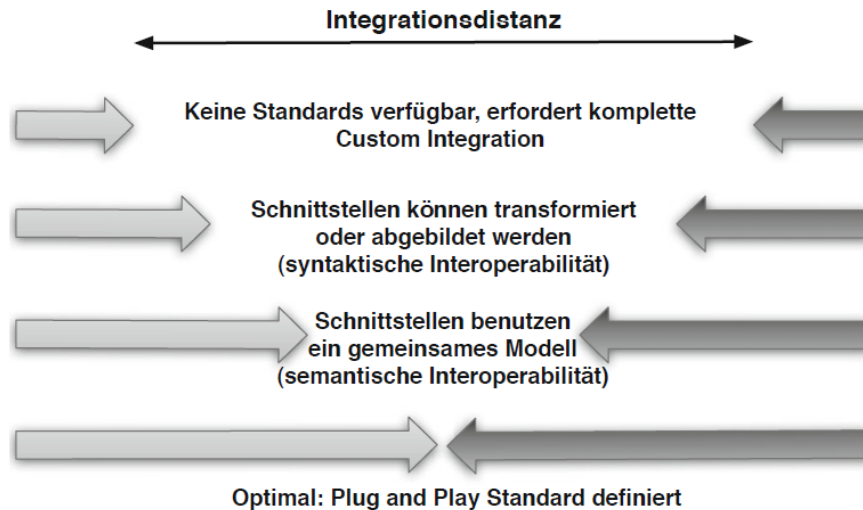 Integrationsdistanz
Keine Standards verfügbar, erfordert komplette
Custom Integration
Schnittstellen können transformiert
oder abgebildet werden
(syntaktische Interoperabilität)
Schnittstellen benutzen
ein gemeinsames Modell
(semantische Interoperabilität)
Optimal: Plug and Play Standard definiert